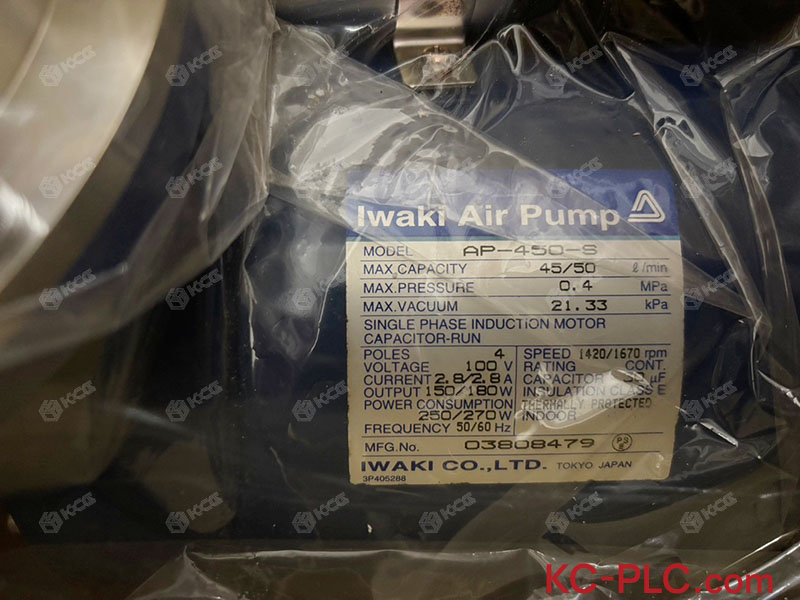 Iwaki Air Pump
MODEL AP-450-S
MAX.CAPACITY 45/50 ℓ/min
MAX.PRESSURE 0.4 MPa
MAX.VACUUM 21.33 kPa
SINGLE PHASE INDUCTION MOTOR
CAPACITOR-RUN
POLES 4
VOLTAGE 100 V
CURRENT 2.8/2.8 A
OUTPUT 150/180 W
POWER CONSUMPTION
250/270 W
FREQUENCY 50/60 Hz
SPEED 1420/1670 rpm
RATING CONT.
CAPACITOR μF
INSULATION CLASS E
THERMALLY PROTECTED
INDOOR
MFG.No. 03808479
IWAKI CO.,LTD. TOKYO JAPAN
3P405288
KC-PLC.com